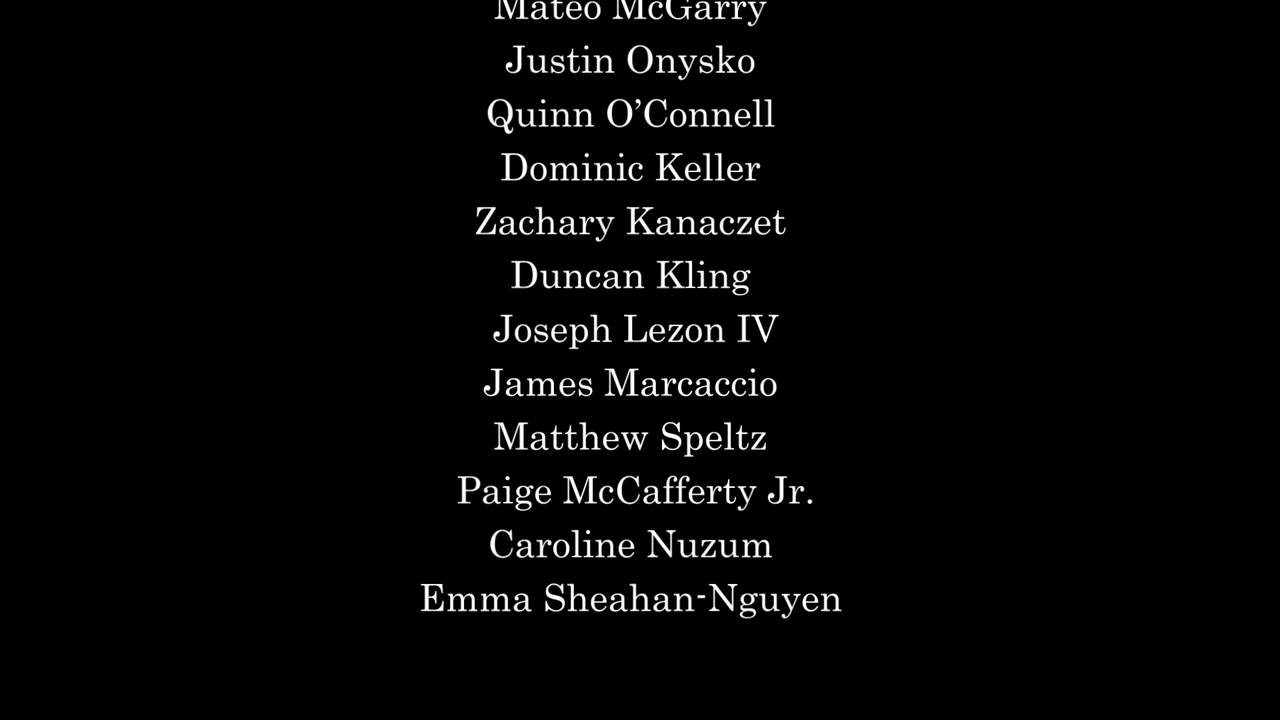 Mateo McGarry
Justin Onysko
Quinn O’Connell
Dominic Keller
Zachary Kanaczet
Duncan Kling
Joseph Lezon IV
James Marcaccio
Matthew Speltz
Paige McCafferty Jr.
Caroline Nuzum
Emma Sheahan-Nguyen